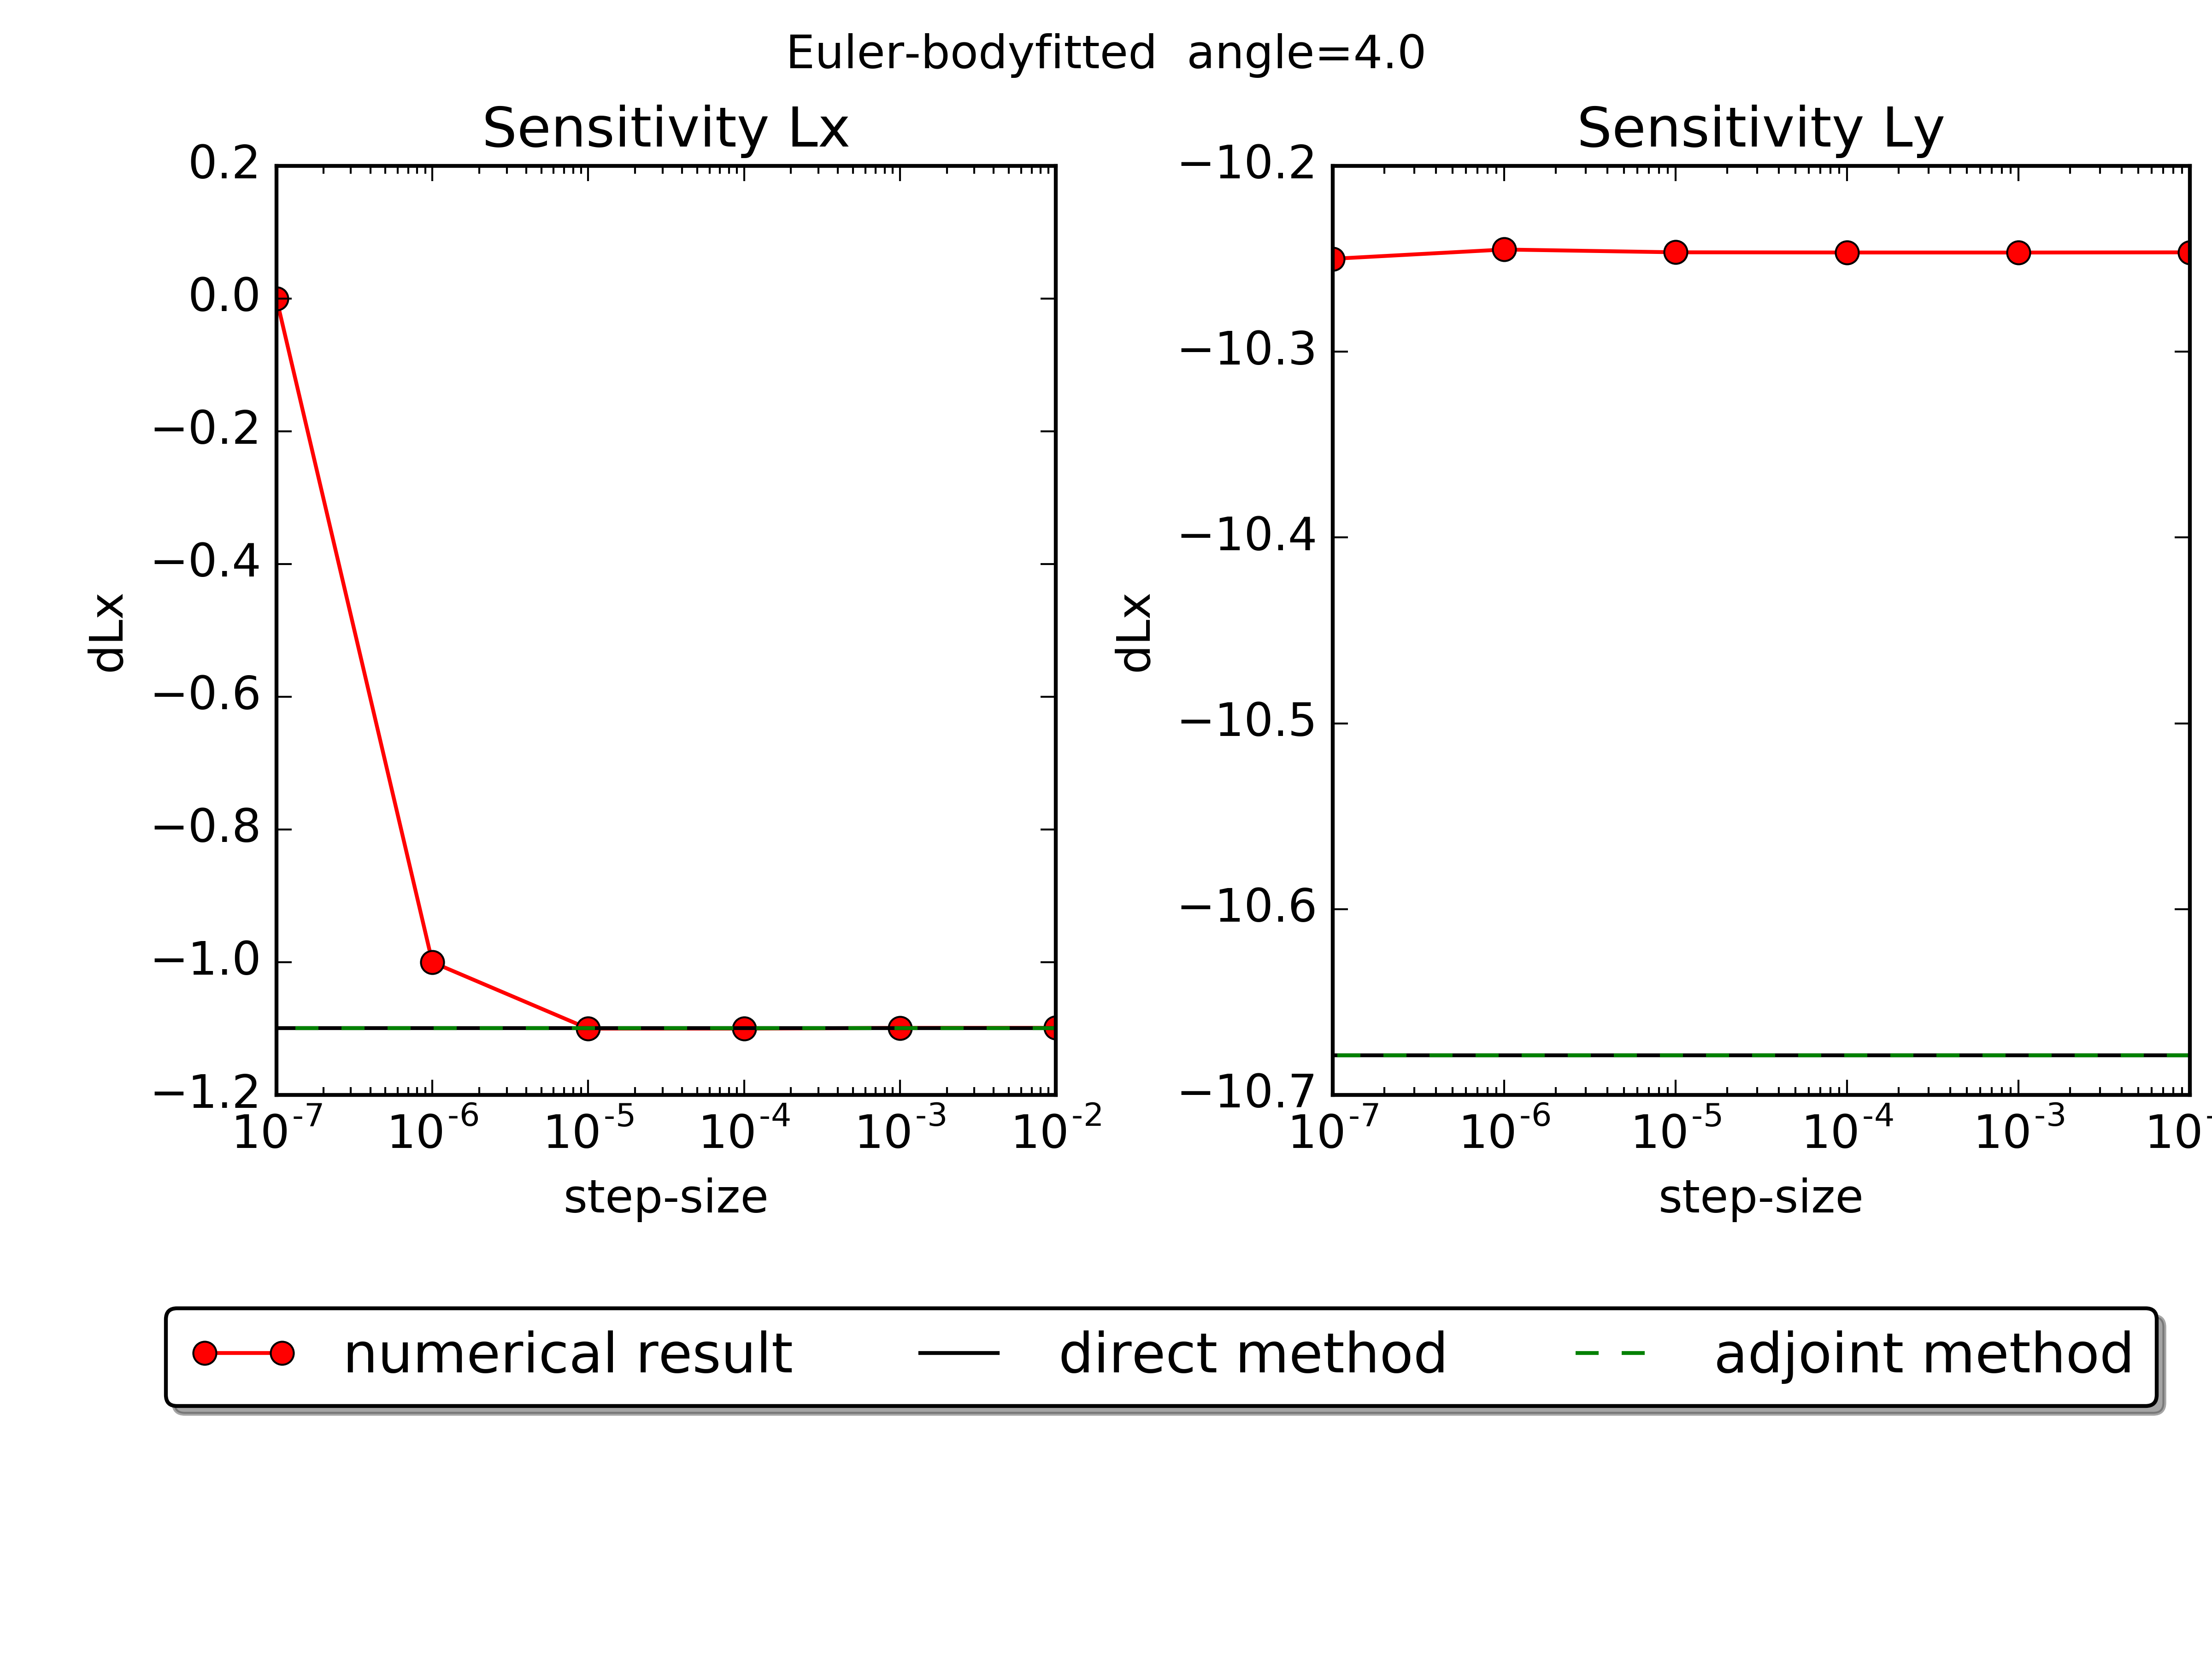 Euler-bodyfitted  angle=4.0
Sensitivity Lx
0.2
0.0
−0.2
−0.4
−0.6
−0.8
−1.0
−1.2
dLx
10^-7 10^-6 10^-5 10^-4 10^-3 10^-2
step-size
Sensitivity Ly
−10.2
−10.3
−10.4
−10.5
−10.6
−10.7
dLx
10^-7 10^-6 10^-5 10^-4 10^-3 10^-
step-size
numerical result direct method adjoint method